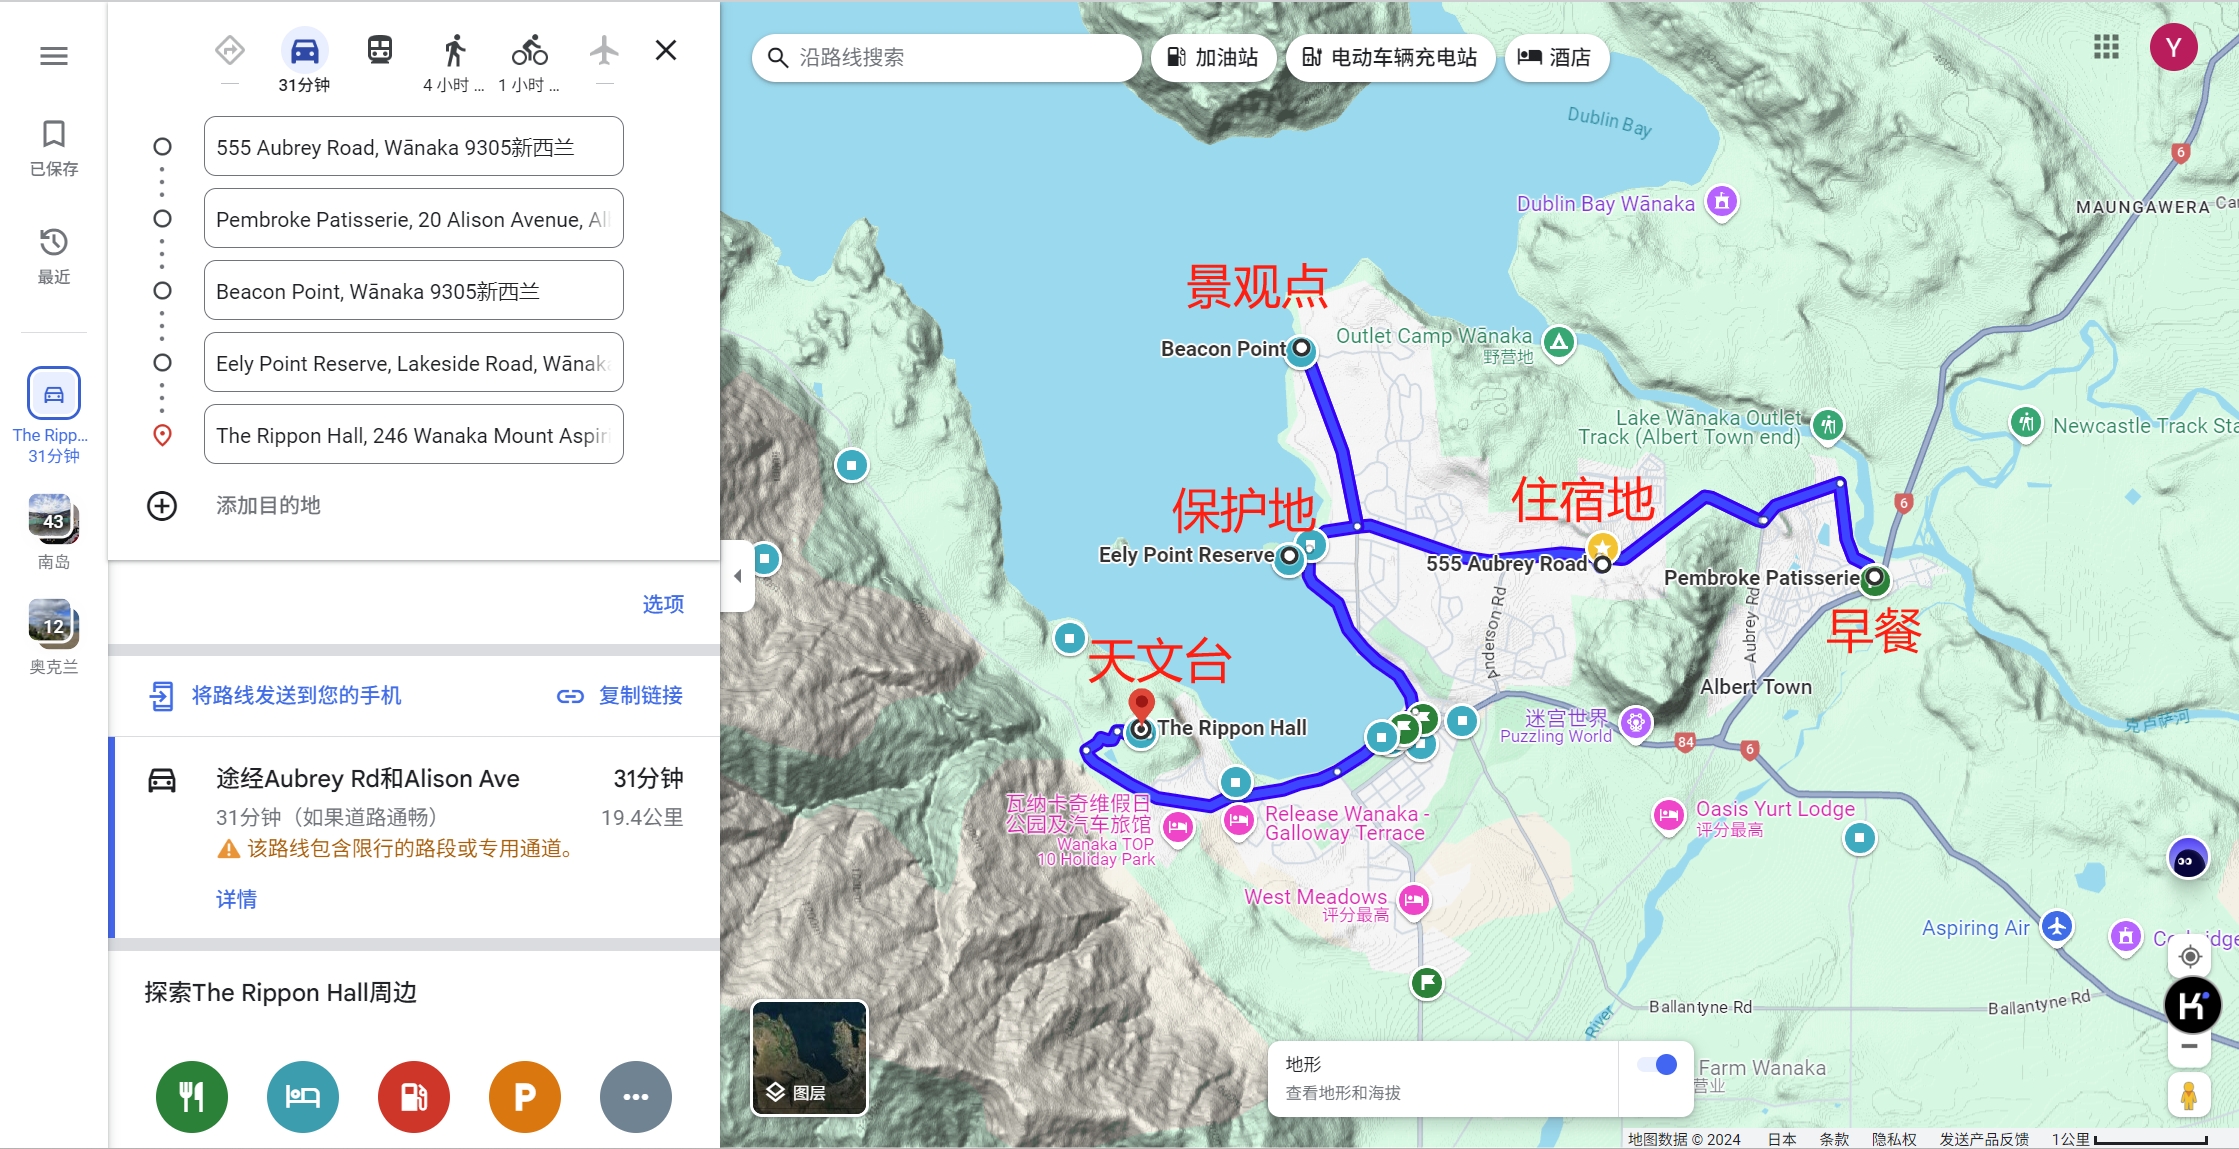 31分钟
4 小时 ...
1 小时 ...
已保存
最近
The Ripp...
31分钟
43
南岛
12
奥克兰
555 Aubrey Road, Wānaka 9305新西兰
Pembroke Patisserie, 20 Alison Avenue, Al
Beacon Point, Wānaka 9305新西兰
Eely Point Reserve, Lakeside Road, Wānak
The Rippon Hall, 246 Wanaka Mount Aspiri
添加目的地
选项
将路线发送到您的手机
复制链接
途经Aubrey Rd和Alison Ave
31分钟
31分钟（如果道路通畅）
19.4公里
该路线包含限行的路段或专用通道。
详情
探索The Rippon Hall周边
P
沿路线搜索
加油站
电动车辆充电站
酒店
Y
Dublin Bay
Dublin Bay Wānaka
6
MAUNGAWERA
景观点
Beacon Point
Outlet Camp Wānaka
野营地
Lake Wānaka Outlet
Track (Albert Town end)
Newcastle Track Sta
保护地
Eely Point Reserve
住宿地
555 Aubrey Road
6
Pembroke Patisserie
早餐
Anderson Rd
Aubrey Rd
Albert Town
天文台
The Rippon Hall
迷宫世界
Puzzling World
84
6
克卢萨河
瓦纳卡奇维假日
公园及汽车旅馆
Wanaka TOP
10 Holiday Park
Release Wanaka -
Galloway Terrace
Oasis Yurt Lodge
评分最高
West Meadows
评分最高
Aspiring Air
Ballantyne Rd
Ballantyne Rd
River
Farm Wanaka
营业
图层
地形
查看地形和海拔
地图数据 © 2024
日本
条款
隐私权
发送产品反馈
1公里